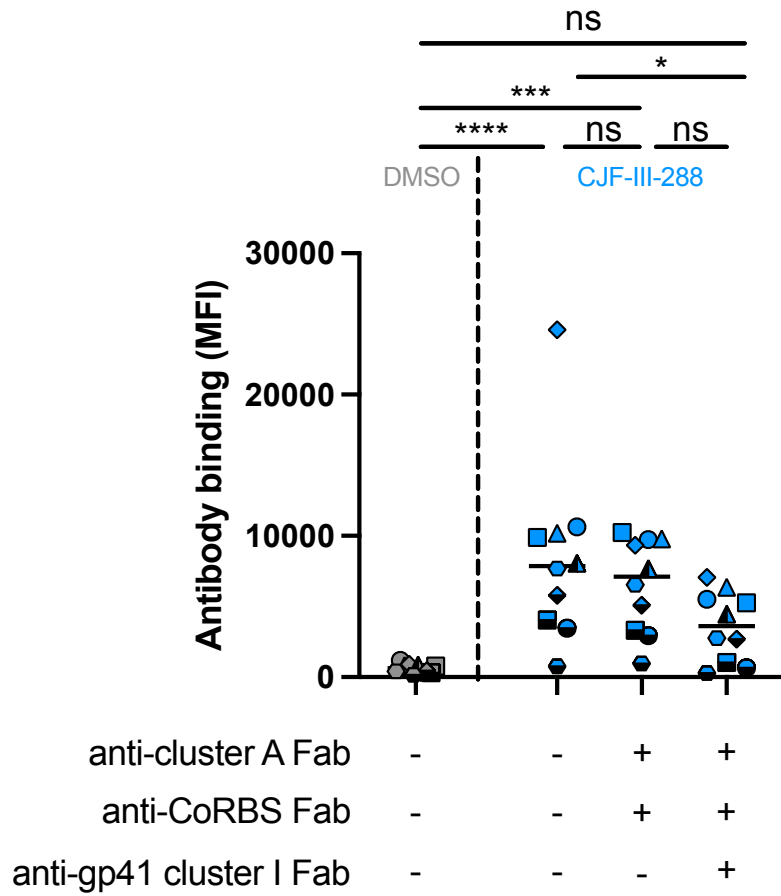 ns
*
***
**** ns ns
DMSO CJF-III-288
Antibody binding (MFI)
30000
20000
10000
0
anti-cluster A Fab - - + +
anti-CoRBS Fab - - + +
anti-gp41 cluster I Fab - - - +